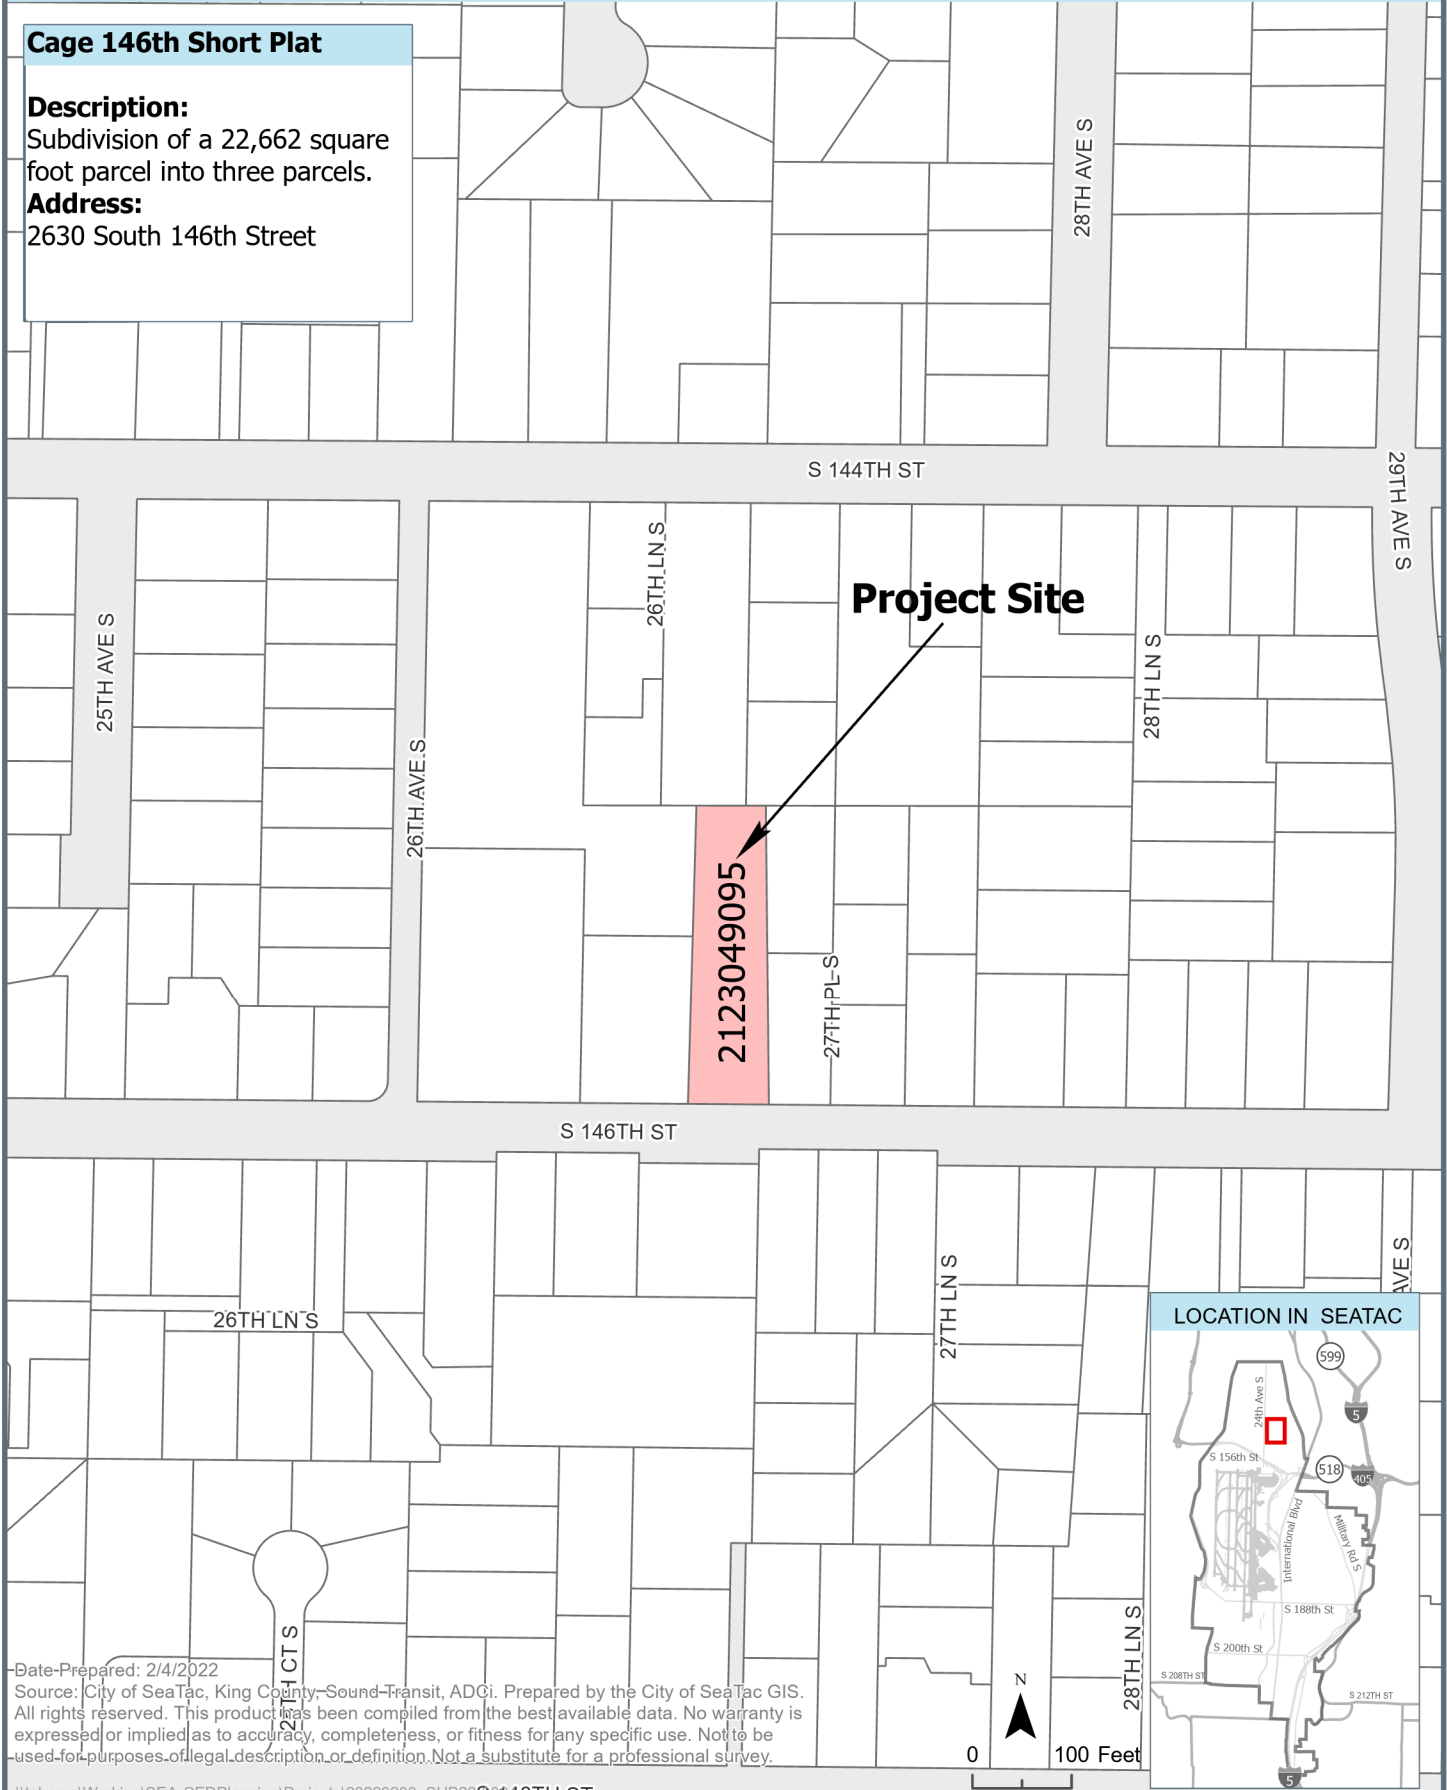 Cage 146th Short Plat
Description:
Subdivision of a 22,662 square
foot parcel into three parcels.
Address:
2630 South 146th Street
28TH AVE S
S 144TH ST
29TH AVE S
26TH LN S
Project Site
25TH AVE S
28TH LN S
26TH AVE S
2123049095
27TH PL S
S 146TH ST
27TH LN S
AVE S
26TH LN S
LOCATION IN SEATAC
599
24th Ave S
5
S 156th St
518
405
International Blvd
Military Rd S
S 188th St
S 200th St
S 208TH ST
S 212TH ST
5
28TH LN S
CT S
Date Prepared: 2/4/2022
Source: City of SeaTac, King County, Sound Transit, ADCi. Prepared by the City of SeaTac GIS.
All rights reserved. This product has been compiled from the best available data. No warranty is
expressed or implied as to accuracy, completeness, or fitness for any specific use. Not to be
used for purposes of legal description or definition. Not a substitute for a professional survey.
N
0 100 Feet